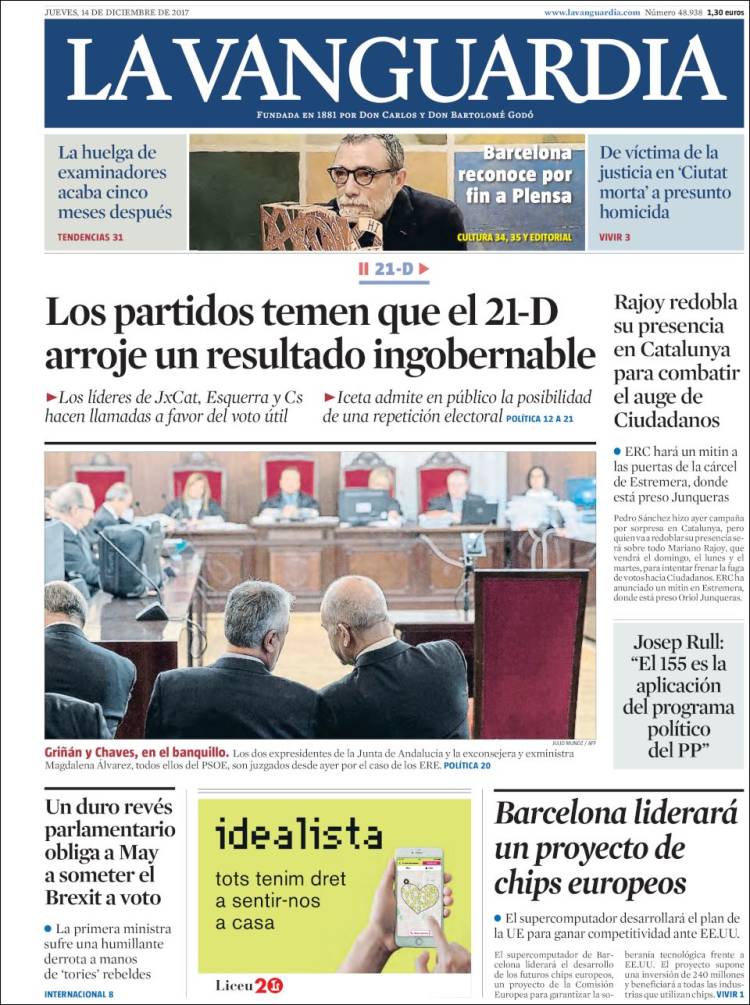 JUEVES, 14 DE DICIEMBRE DE 2017
www.lavanguardia.com Número 48.938 1,30 euros
LA VANGUARDIA
FUNDADA EN 1881 POR DON CARLOS Y DON BARTOLOMÉ GODÓ
La huelga de
examinadores
acaba cinco
meses después
TENDENCIAS 31
Barcelona
reconoce por
fin a Plensa
CULTURA 34, 35 Y EDITORIAL
De víctima de la
justicia en ‘Ciutat
morta’ a presunto
homicida
VIVIR 3
21-D
Los partidos temen que el 21-D
arroje un resultado ingobernable
Los líderes de JxCat, Esquerra y Cs
hacen llamadas a favor del voto útil
Iceta admite en público la posibilidad
de una repetición electoral POLÍTICA 12 A 21
Rajoy redobla
su presencia
en Catalunya
para combatir
el auge de
Ciudadanos
● ERC hará un mitin a
las puertas de la cárcel
de Estremera, donde
está preso Junqueras
Pedro Sánchez hizo ayer campaña
por sorpresa en Catalunya, pero
quien va a redoblar su presencia se-
rá sobre todo Mariano Rajoy, que
vendrá el domingo, el lunes y el
martes, para intentar frenar la fuga
de votos hacia Ciudadanos. ERC ha
anunciado un mitin en Estremera,
donde está preso Oriol Junqueras.
Josep Rull:
“El 155 es la
aplicación
del programa
político
del PP”
JULIO MUÑOZ / AFP
Griñán y Chaves, en el banquillo. Los dos expresidentes de la Junta de Andalucía y la exconsejera y exministra
Magdalena Álvarez, todos ellos del PSOE, son juzgados desde ayer por el caso de los ERE. POLÍTICA 20
Un duro revés
parlamentario
obliga a May
a someter el
Brexit a voto
● La primera ministra
sufre una humillante
derrota a manos
de ‘tories’ rebeldes
INTERNACIONAL 8
idealista
tots tenim dret
a sentir-nos
a casa
Liceu
Barcelona liderará
un proyecto de
chips europeos
● El supercomputador desarrollará el plan de
la UE para ganar competitividad ante EE.UU.
El supercomputador de Bar-
celona liderará el desarrollo
de los futuros chips europeos,
un proyecto de la Comisión
Europea para garantizar la so-
beranía tecnológica frente a
EE.UU. El proyecto supone
una inversión de 240 millones
y beneficiará a todas las indus-
trias que utilizan chips. VIVIR 1